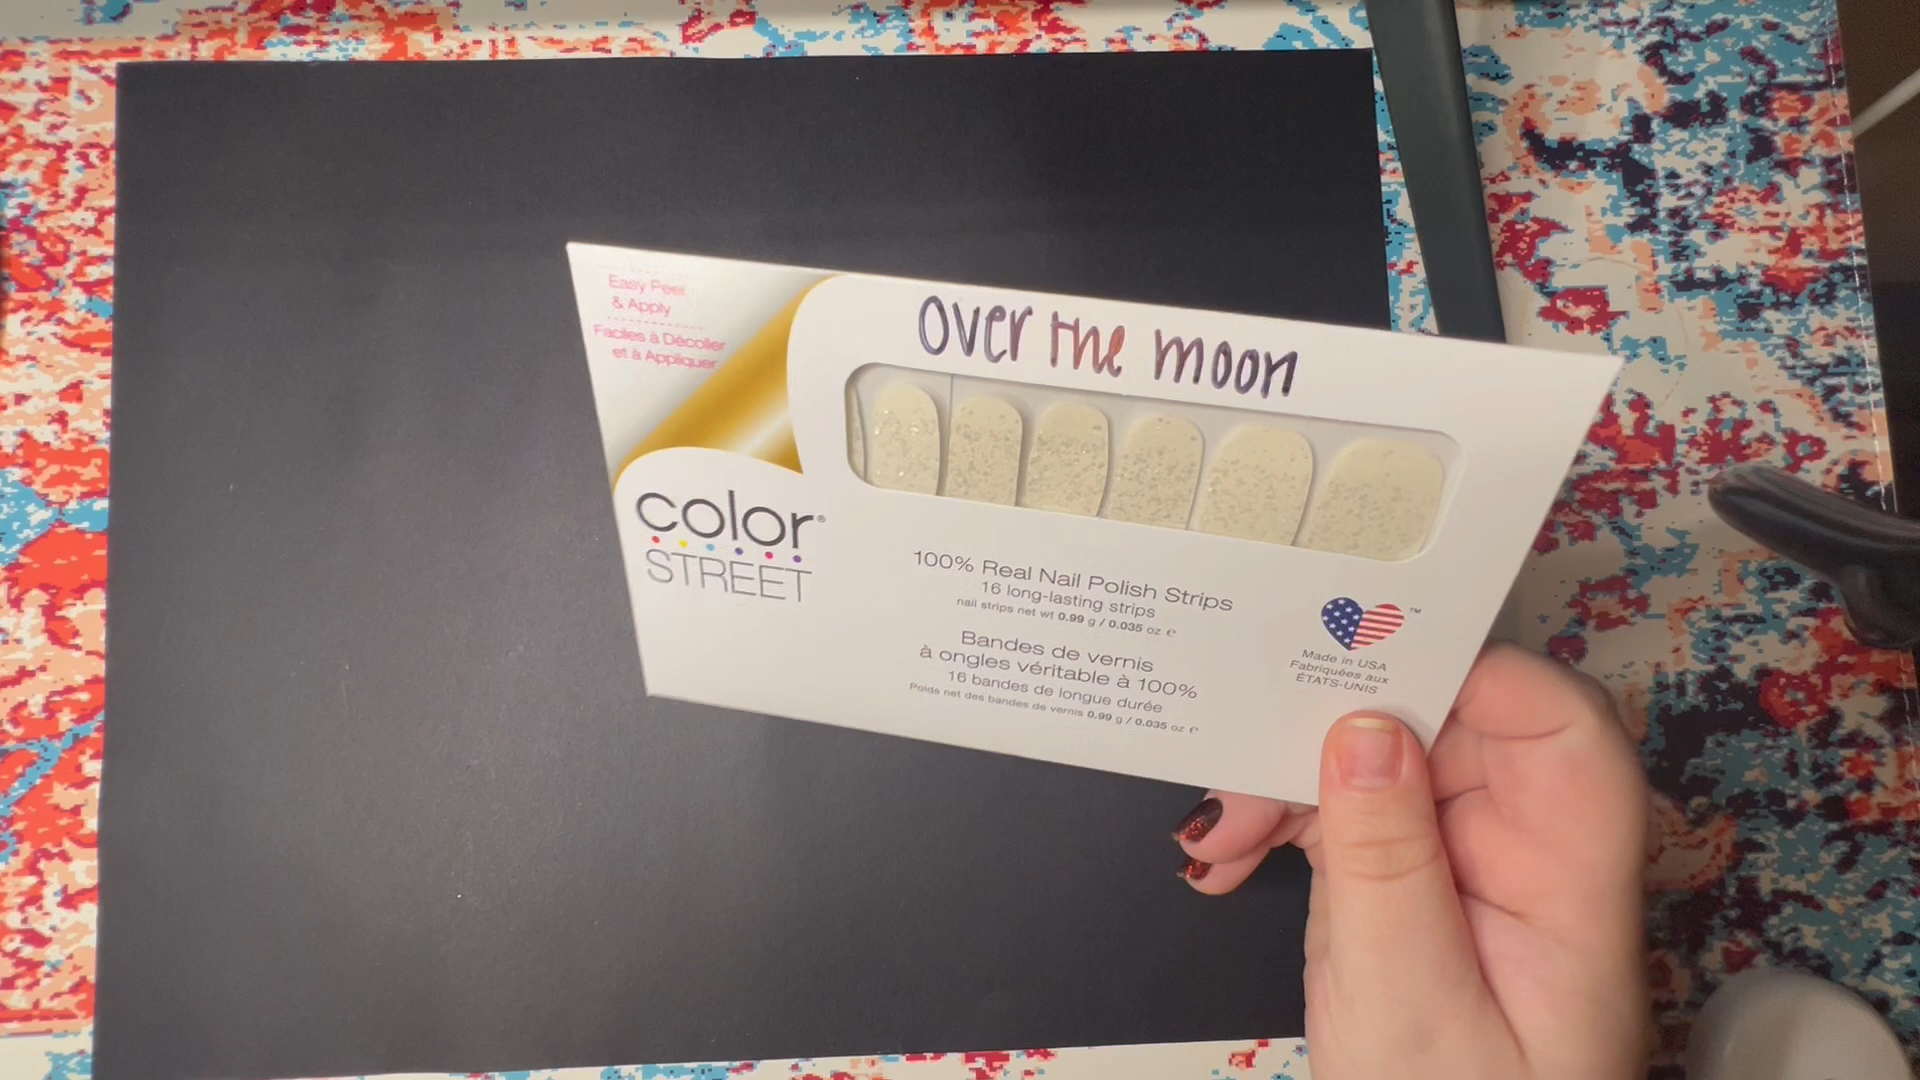 Easy Peel
& Apply
Faciles à Décoller
et à Appliquer
over the moon
color®
STREET
100% Real Nail Polish Strips
16 long-lasting strips
nail strips net wt 0.99 g / 0.035 oz ℮
Bandes de vernis
à ongles véritable à 100%
16 bandes de longue durée
Poids net des bandes de vernis 0.99 g / 0.035 oz ℮
TM
Made in USA
Fabriquées aux
ÉTATS-UNIS